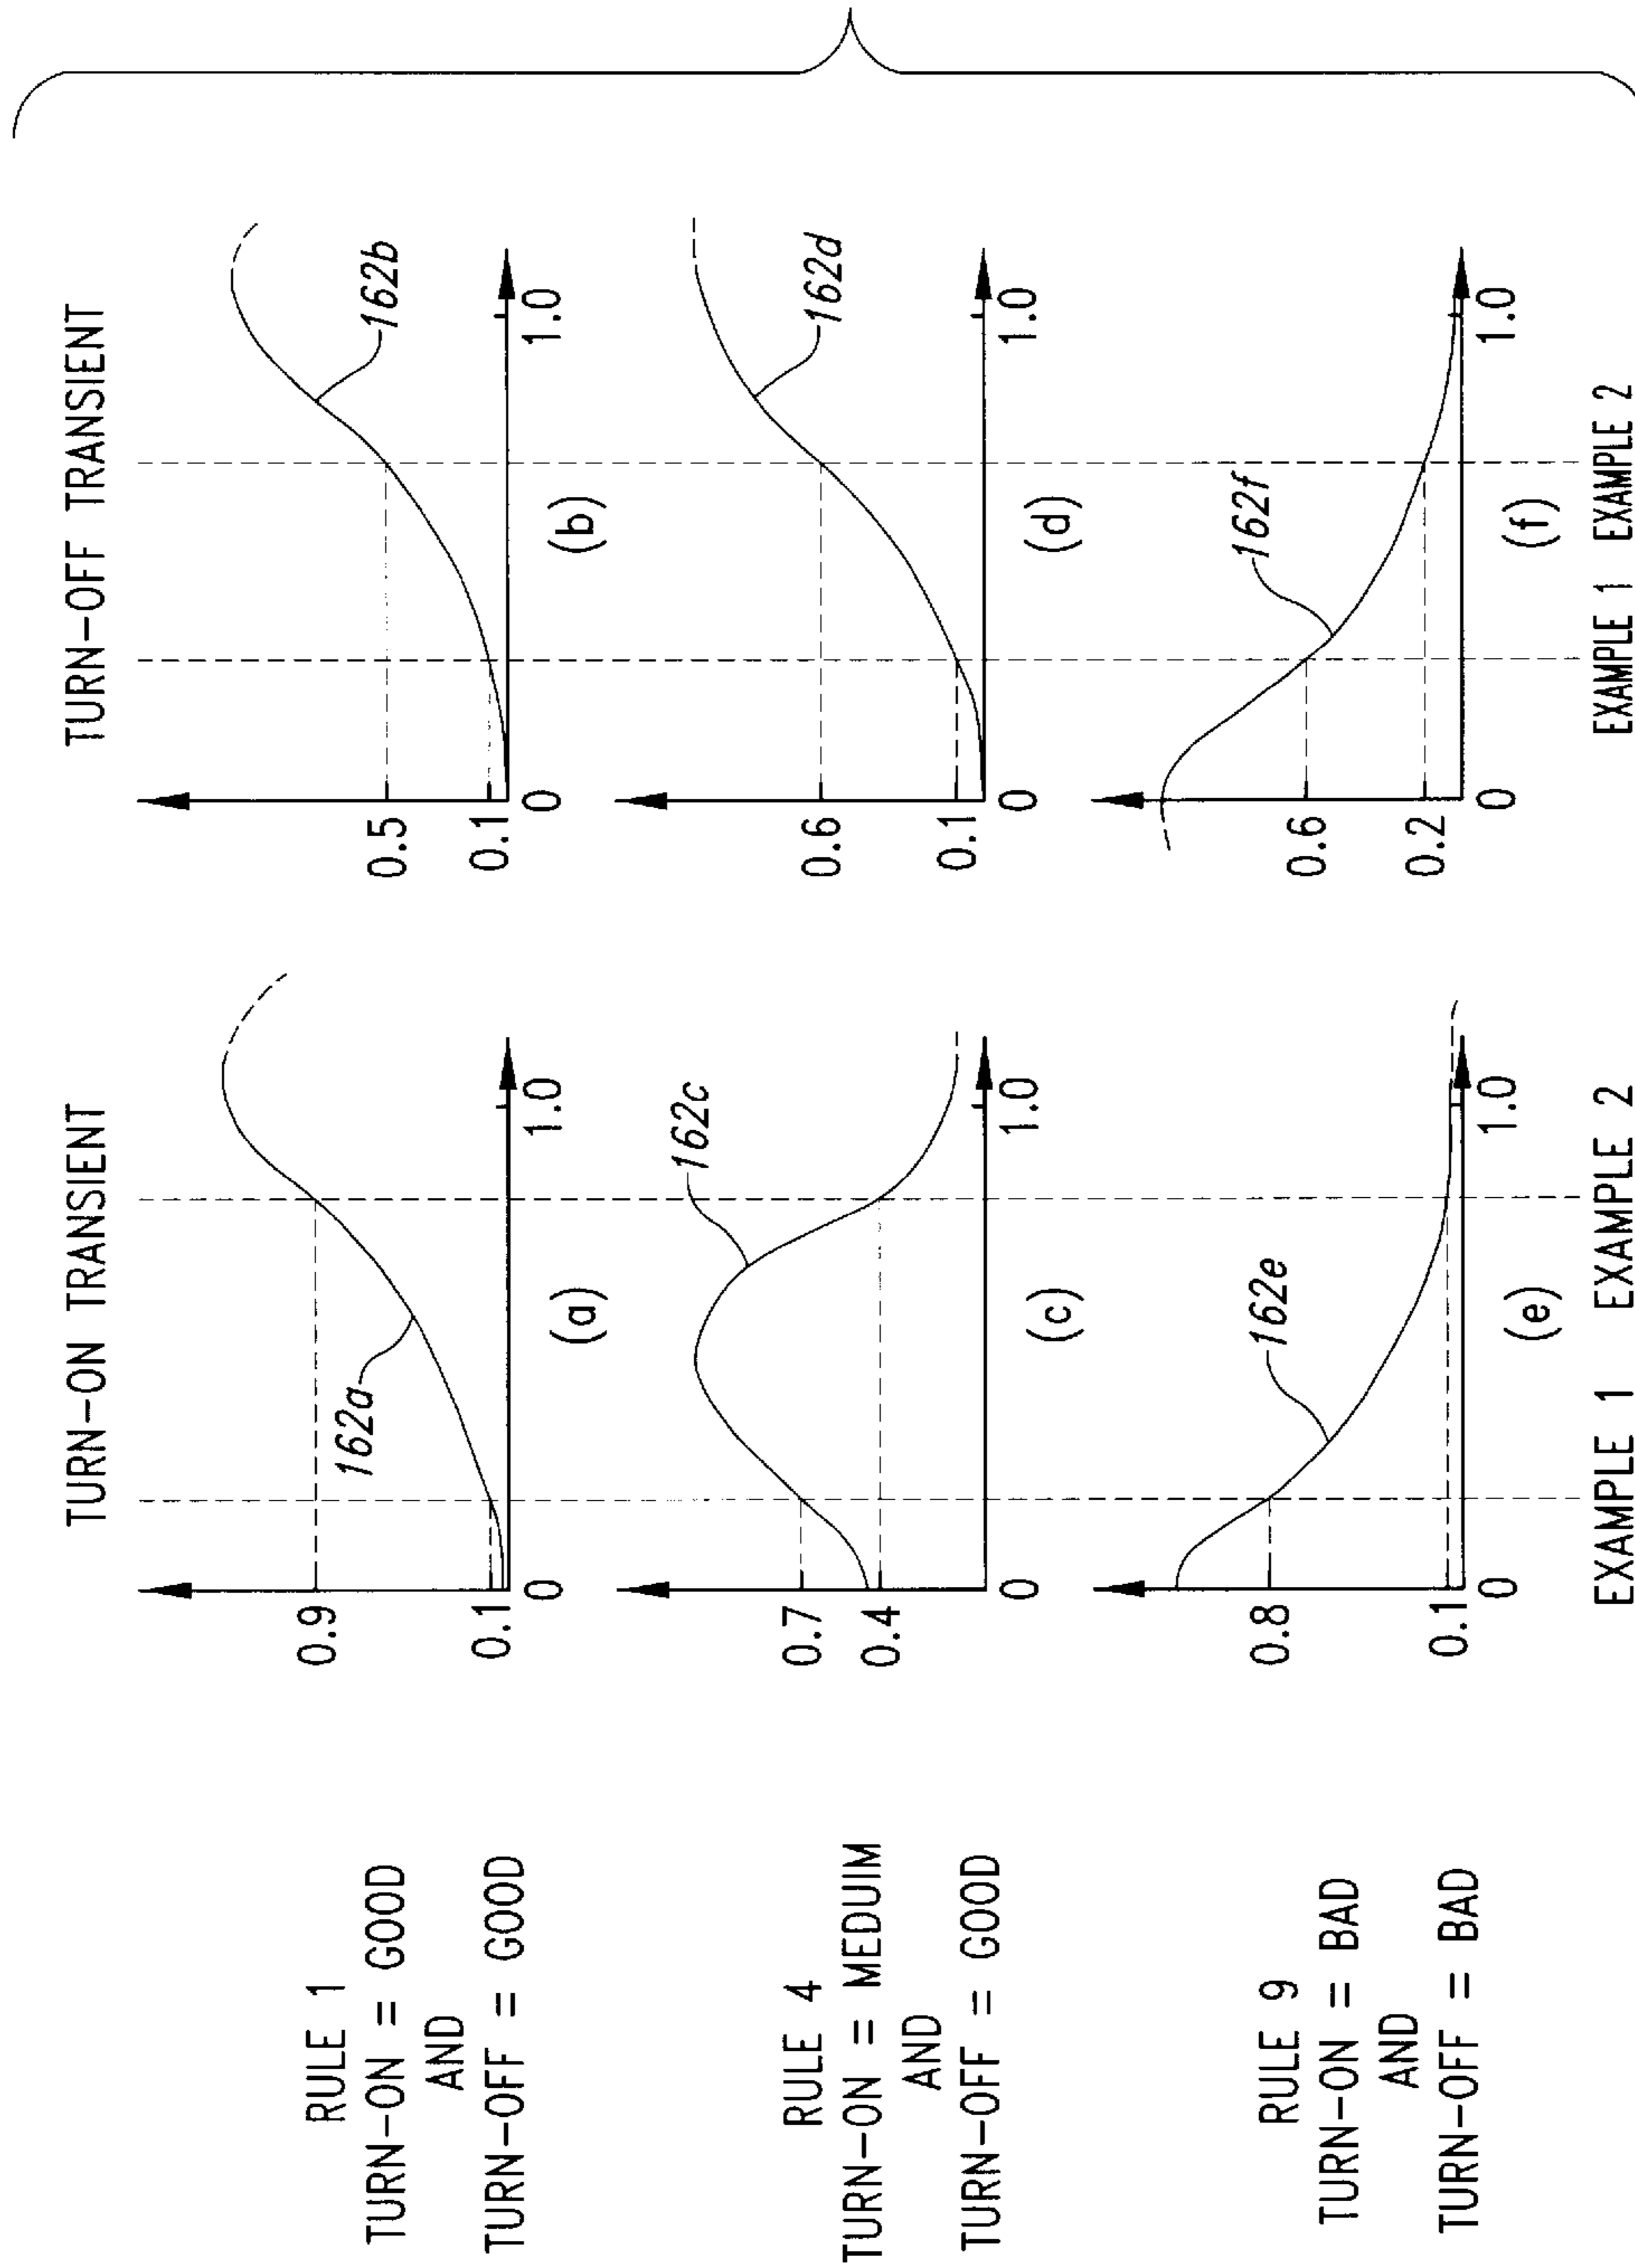 TURN-ON TRANSIENT
TURN-OFF TRANSIENT
RULE 1
TURN-ON = GOOD
AND
TURN-OFF = GOOD
0.9
0.1
162a
0
1.0
(a)
0.5
0.1
162b
0
1.0
(b)
RULE 4
TURN-ON = MEDUIM
AND
TURN-OFF = GOOD
0.7
0.4
162c
0
1.0
(c)
0.6
0.1
162d
0
1.0
(d)
RULE 9
TURN-ON = BAD
AND
TURN-OFF = BAD
0.8
0.1
162e
0
1.0
(e)
0.6
0.2
162f
0
1.0
(f)
EXAMPLE 1 EXAMPLE 2
EXAMPLE 1 EXAMPLE 2